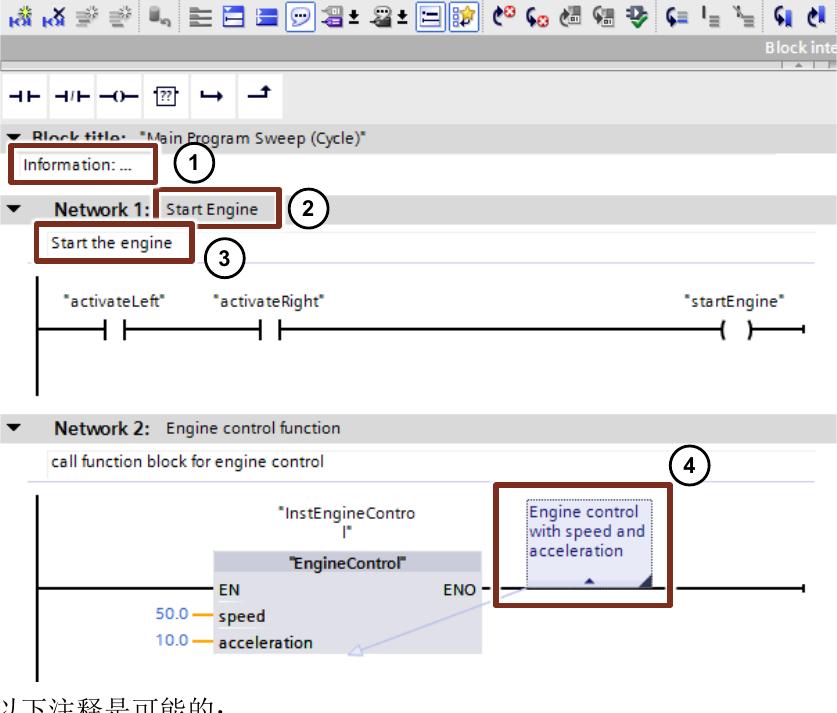 Block inte
Block title: "Main Program Sweep (Cycle)"
Information: ...
1
Network 1: Start Engine
2
Start the engine
3
"activateLeft" "activateRight" "startEngine"
Network 2: Engine control function
call function block for engine control
4
"InstEngineContro
l"
Engine control
with speed and
acceleration
"EngineControl"
EN ENO
50.0 speed
10.0 acceleration
以下注释是可能的：